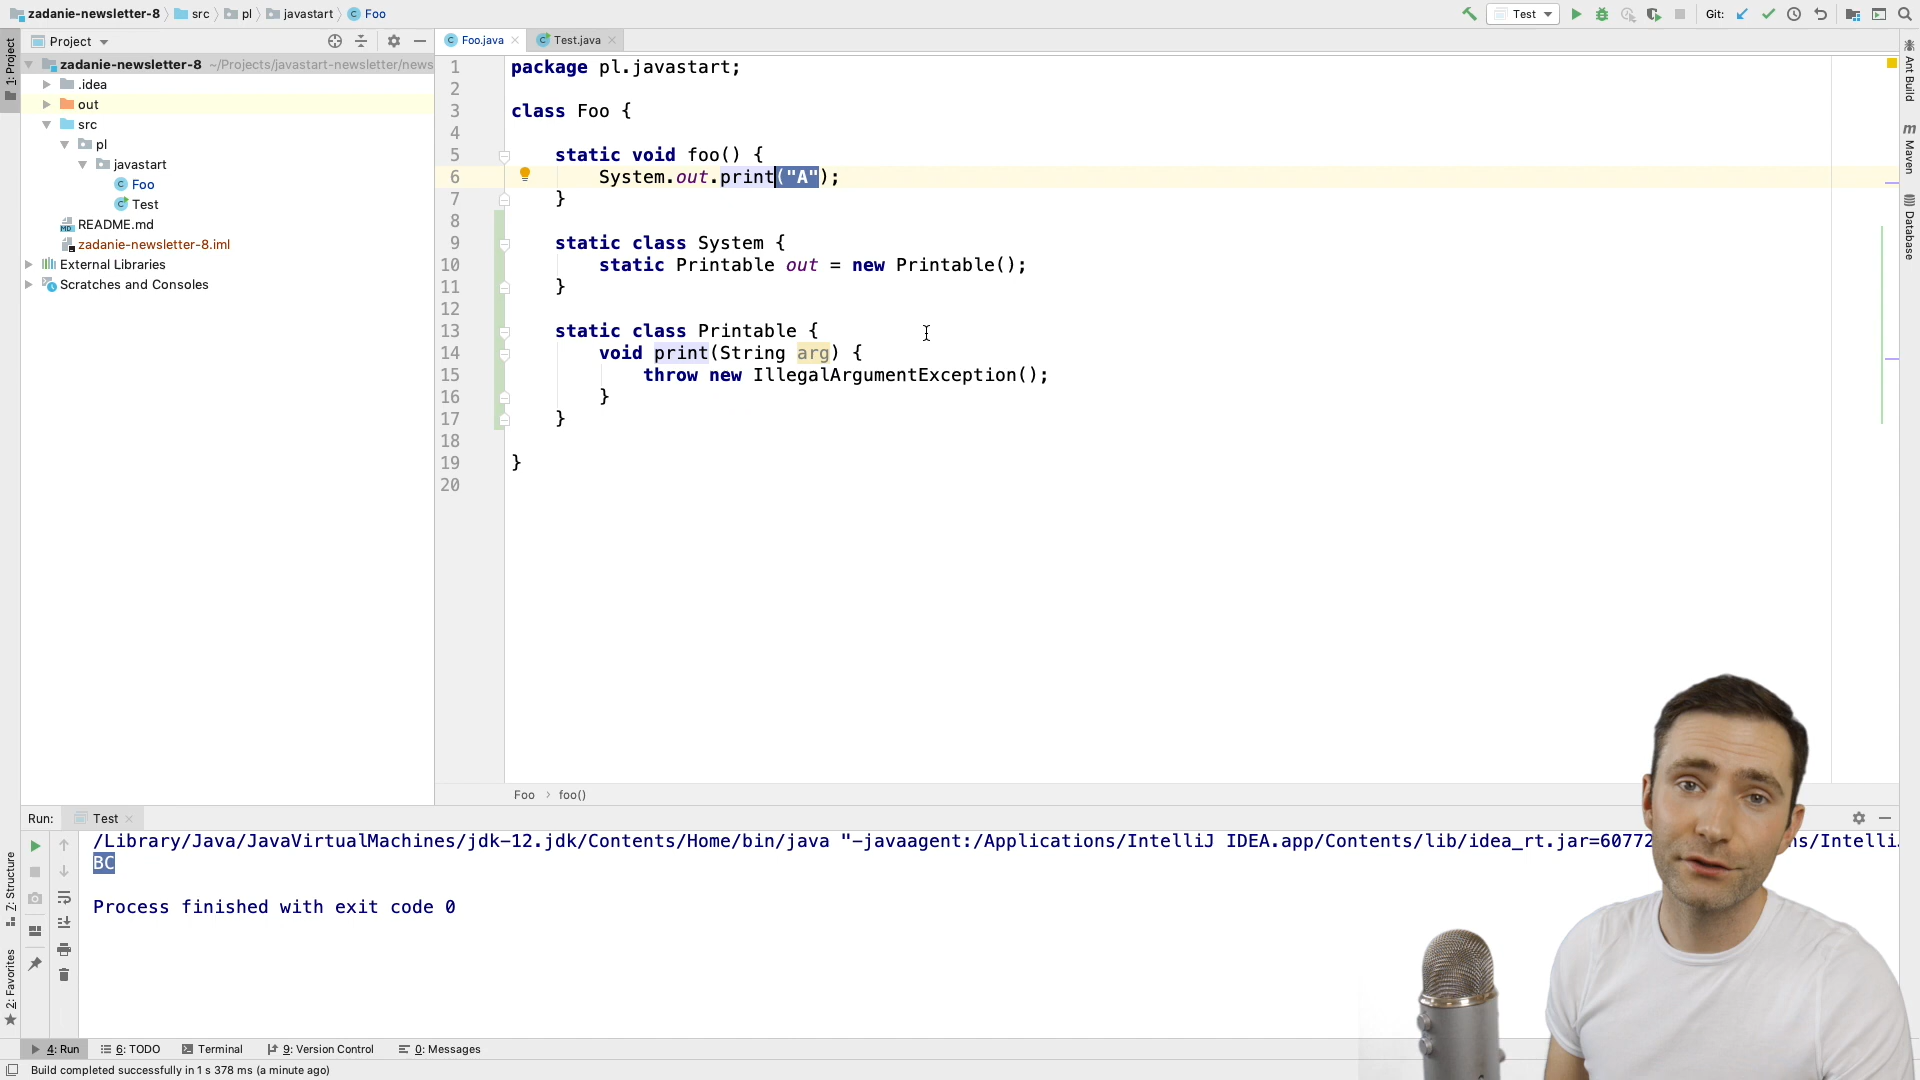 zadanie-newsletter-8 src pl javastart Foo
Test Git:
Project
Foo.java Test.java
1: Project
zadanie-newsletter-8 ~/Projects/javastart-newsletter/news
.idea
out
src
pl
javastart
Foo
Test
README.md
zadanie-newsletter-8.iml
External Libraries
Scratches and Consoles
1 package pl.javastart;
2
3 class Foo {
4
5 static void foo() {
6 System.out.print("A");
7 }
8
9 static class System {
10 static Printable out = new Printable();
11 }
12
13 static class Printable {
14 void print(String arg) {
15 throw new IllegalArgumentException();
16 }
17 }
18
19 }
20
Ant Build
Maven
Database
Foo foo()
Run: Test
/Library/Java/JavaVirtualMachines/jdk-12.jdk/Contents/Home/bin/java "-javaagent:/Applications/IntelliJ IDEA.app/Contents/lib/idea_rt.jar=60772
BC
Process finished with exit code 0
Z: Structure
2: Favorites
4: Run 6: TODO Terminal 9: Version Control 0: Messages
Build completed successfully in 1 s 378 ms (a minute ago)